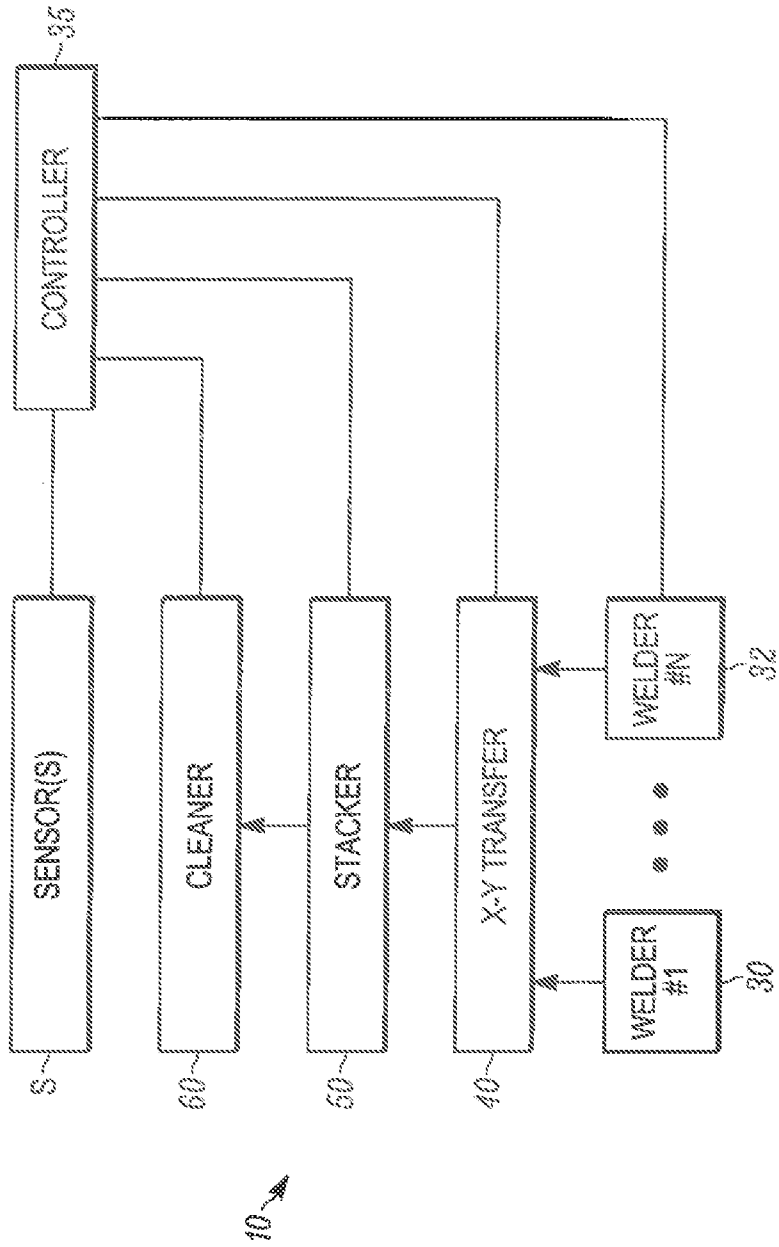 10
S
SENSOR(S)
CONTROLLER
35
60
CLEANER
50
STACKER
40
X-Y TRANSFER
WELDER
#1
WELDER
#N
30
32